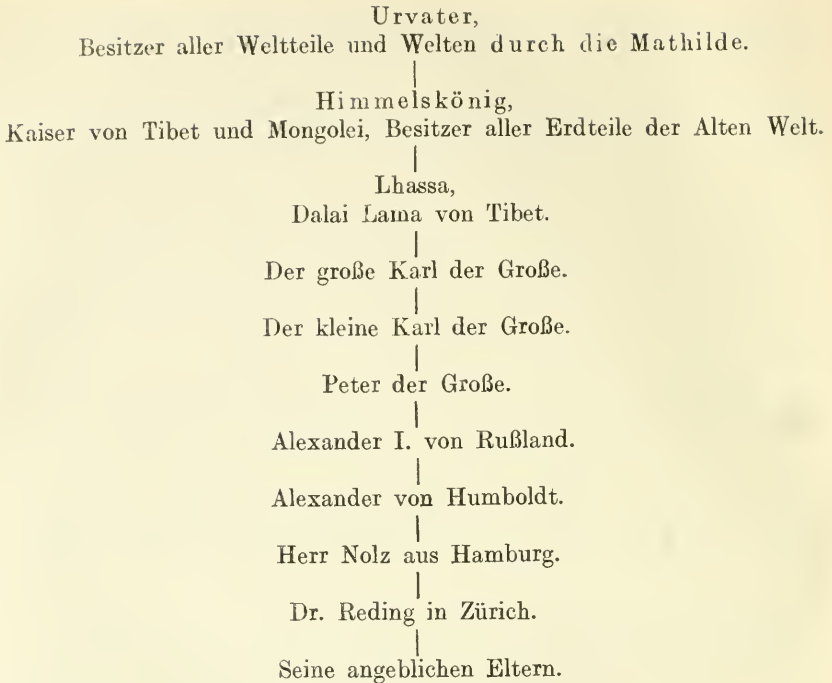 Urvater,
Besitzer aller Weltteile und Welten durch die Mathilde.
Himmelskönig,
Kaiser von Tibet und Mongolei, Besitzer aller Erdteile der Alten Welt.
Lhassa,
Dalai Lama von Tibet.
Der große Karl der Große.
Der kleine Karl der Große.
Peter der Große.
Alexander I. von Rußland.
Alexander von Humboldt.
Herr Nolz aus Hamburg.
Dr. Reding in Zürich.
Seine angeblichen Eltern.